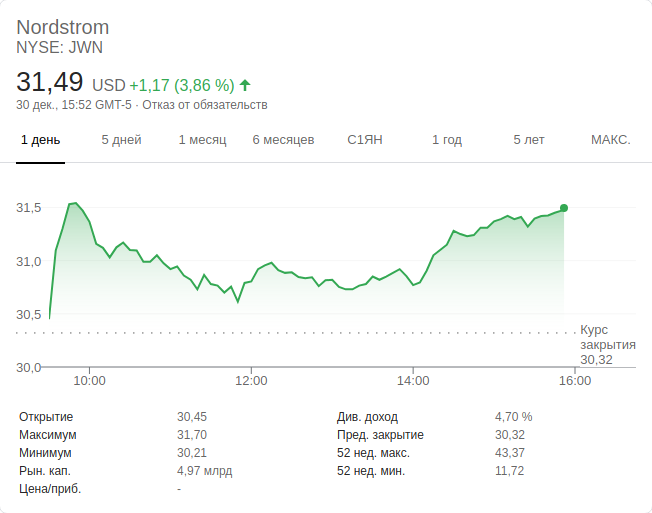 Nordstrom
NYSE: JWN
31,49 USD +1,17 (3,86 %)
30 дек., 15:52 GMT-5 · Отказ от обязательств
1 день 5 дней 1 месяц 6 месяцев С1ЯН 1 год 5 лет МАКС.
31,5
31,0
30,5
Курс
закрытия
30,32
30,0
10:00 12:00 14:00 16:00
Открытие 30,45 Див. доход 4,70 %
Максимум 31,70 Пред. закрытие 30,32
Минимум 30,21 52 нед. макс. 43,37
Рын. кап. 4,97 млрд 52 нед. мин. 11,72
Цена/приб. -